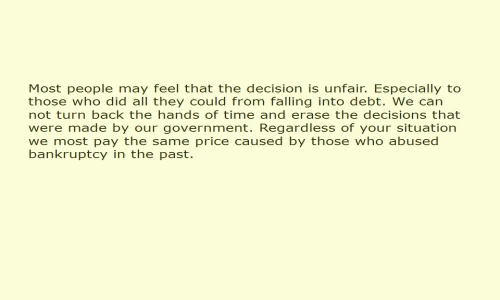 Most people may feel that the decision is unfair. Especially to
those who did all they could from falling into debt. We can
not turn back the hands of time and erase the decisions that
were made by our government. Regardless of your situation
we most pay the same price caused by those who abused
bankruptcy in the past.